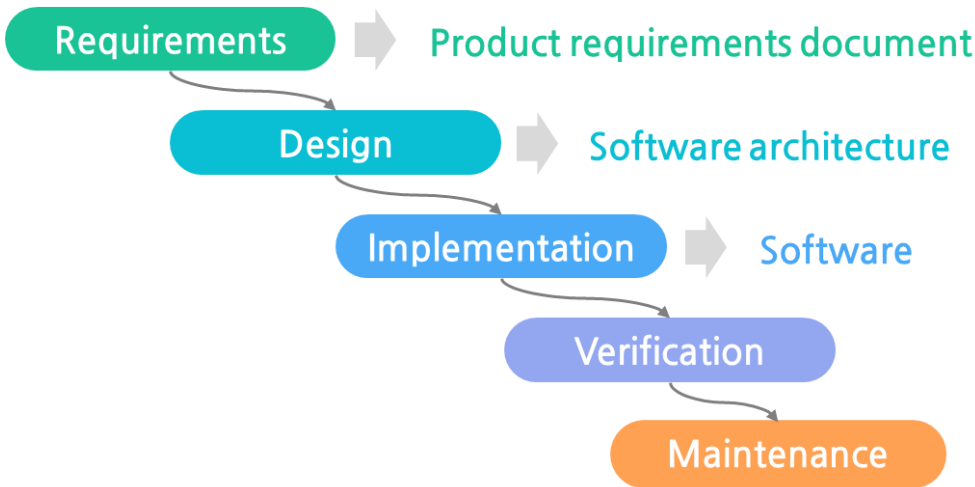 Requirements
Product requirements document
Design
Software architecture
Implementation
Software
Verification
Maintenance